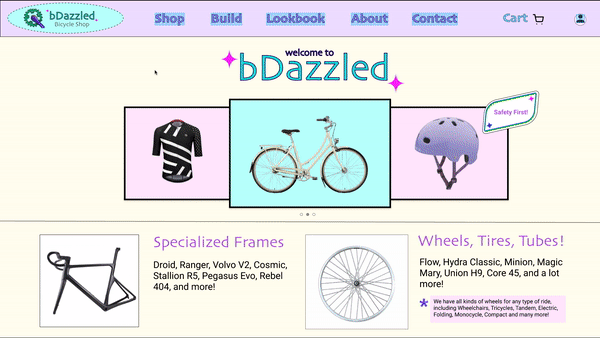 bDazzled
Bicycle Shop
Shop
Build
Lookbook
About
Contact
Cart
welcome to
bDazzled
Safety First!
Specialized Frames
Droid, Ranger, Volvo V2, Cosmic,
Stallion R5, Pegasus Evo, Rebel
404, and more!
Wheels, Tires, Tubes!
Flow, Hydra Classic, Minion, Magic
Mary, Union H9, Core 45, and a lot
more!
* We have all kinds of wheels for any type of ride,
including Wheelchairs, Tricycles, Tandem, Electric,
Folding, Monocycle, Compact and many more!